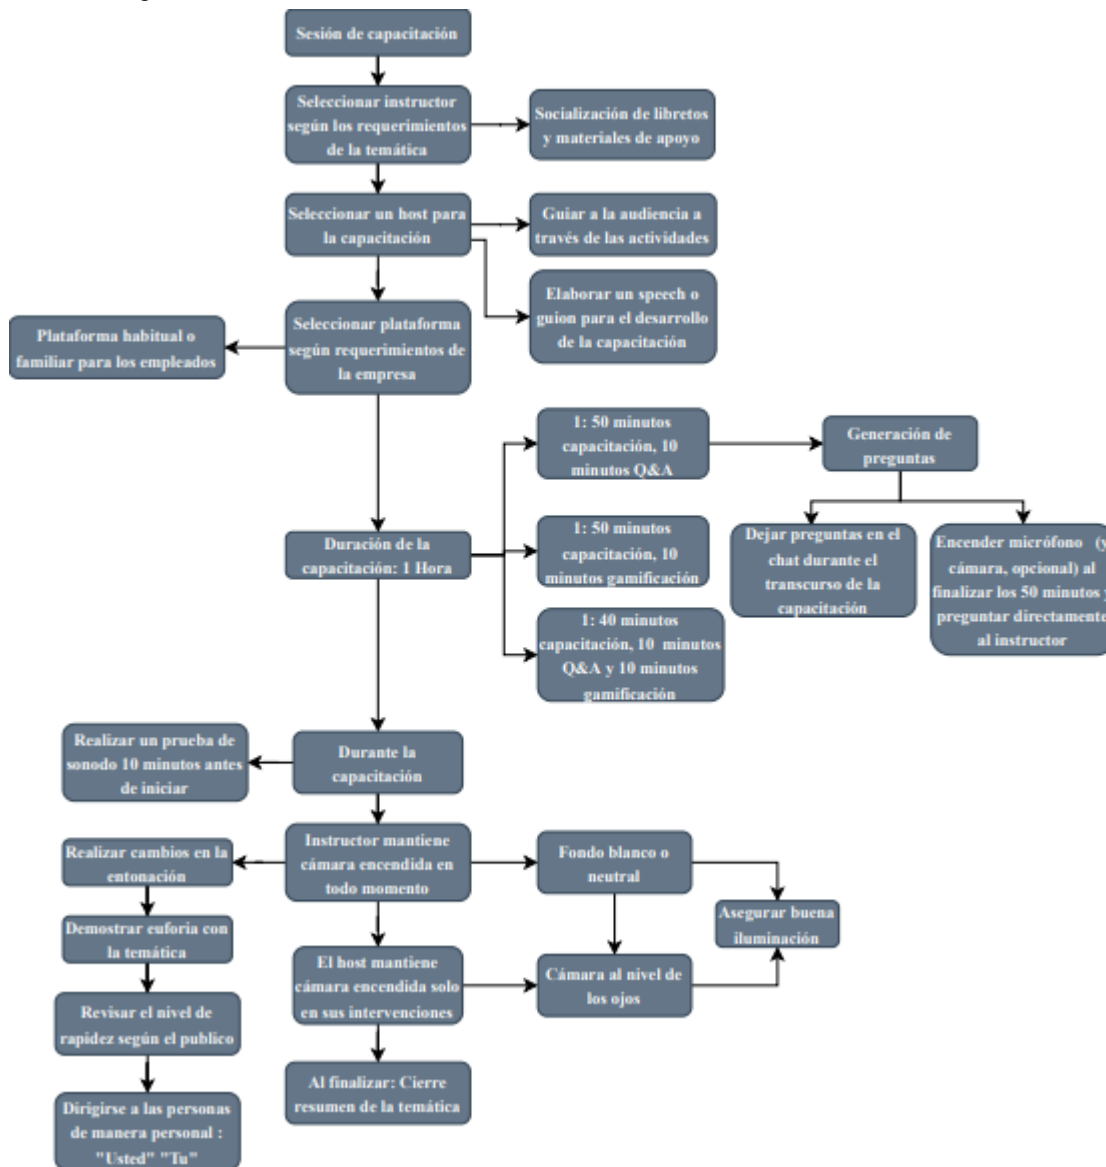 Sesión de capacitación
Seleccionar instructor
según los requerimientos
de la temática
Socialización de libretos
y materiales de apoyo
Seleccionar un host para
la capacitación
Guiar a la audiencia a
través de las actividades
Elaborar un speech o
guion para el desarrollo
de la capacitación
Seleccionar plataforma
según requerimientos de
la empresa
Plataforma habitual o
familiar para los empleados
Duración de la
capacitación: 1 Hora
1: 50 minutos
capacitación, 10
minutos Q&A
Generación de
preguntas
Dejar preguntas en el
chat durante el
transcurso de la
capacitación
Encender micrófono (y
cámara, opcional) al
finalizar los 50 minutos y
preguntar directamente
al instructor
1: 50 minutos
capacitación, 10
minutos gamificación
1: 40 minutos
capacitación, 10 minutos
Q&A y 10 minutos
gamificación
Durante la
capacitación
Realizar un prueba de
sonodo 10 minutos antes
de iniciar
Instructor mantiene
cámara encendida en
todo momento
Realizar cambios en la
entonación
Demostrar euforia con
la temática
Revisar el nivel de
rapidez según el publico
Dirigirse a las personas
de manera personal :
"Usted" "Tu"
Fondo blanco o
neutral
Asegurar buena
iluminación
El host mantiene
cámara encendida solo
en sus intervenciones
Cámara al nivel de
los ojos
Al finalizar: Cierre
resumen de la temática